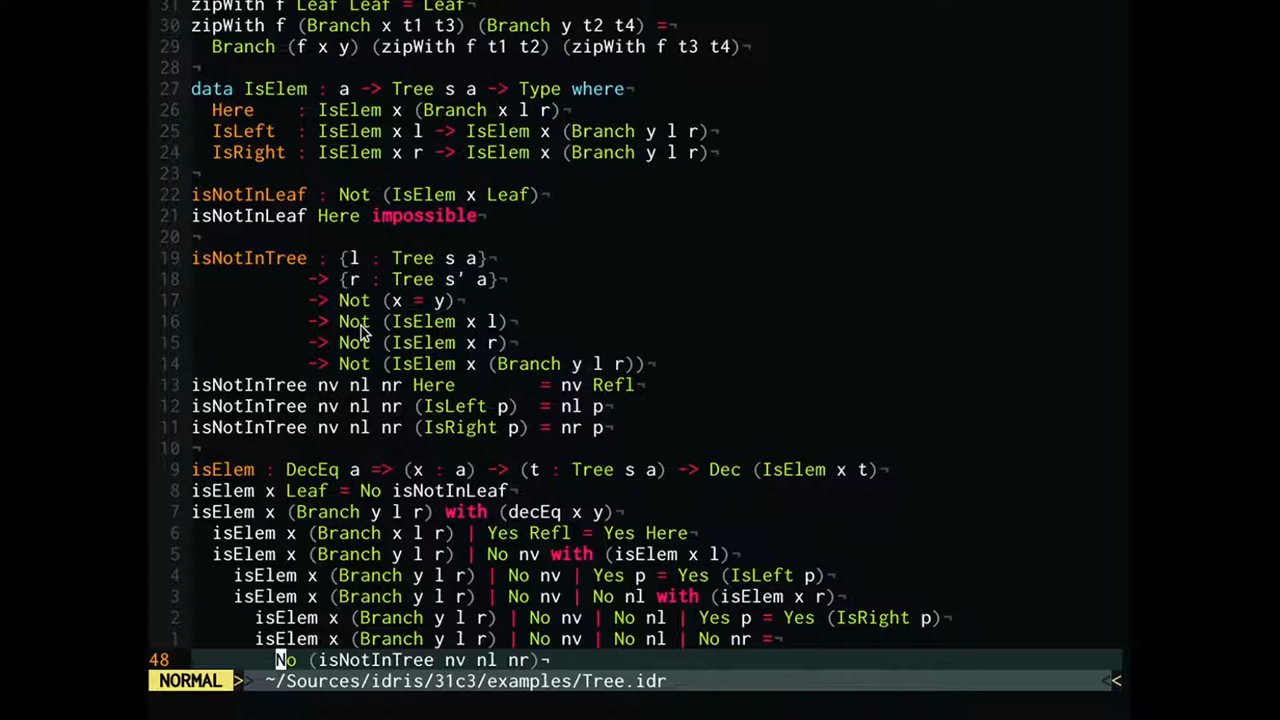 31 zipWith f Leaf Leaf = Leaf¬
30 zipWith f (Branch x t1 t3) (Branch y t2 t4) =¬
29   Branch (f x y) (zipWith f t1 t2) (zipWith f t3 t4)¬
28 ¬
27 data IsElem : a -> Tree s a -> Type where¬
26   Here    : IsElem x (Branch x l r)¬
25   IsLeft  : IsElem x l -> IsElem x (Branch y l r)¬
24   IsRight : IsElem x r -> IsElem x (Branch y l r)¬
23 ¬
22 isNotInLeaf : Not (IsElem x Leaf)¬
21 isNotInLeaf Here impossible¬
20 ¬
19 isNotInTree : {l : Tree s a}¬
18            -> {r : Tree s' a}¬
17            -> Not (x = y)¬
16            -> Not (IsElem x l)¬
15            -> Not (IsElem x r)¬
14            -> Not (IsElem x (Branch y l r))¬
13 isNotInTree nv nl nr Here        = nv Refl¬
12 isNotInTree nv nl nr (IsLeft p)  = nl p¬
11 isNotInTree nv nl nr (IsRight p) = nr p¬
10 ¬
9 isElem : DecEq a => (x : a) -> (t : Tree s a) -> Dec (IsElem x t)¬
8 isElem x Leaf = No isNotInLeaf¬
7 isElem x (Branch y l r) with (decEq x y)¬
6   isElem x (Branch x l r) | Yes Refl = Yes Here¬
5   isElem x (Branch y l r) | No nv with (isElem x l)¬
4     isElem x (Branch y l r) | No nv | Yes p = Yes (IsLeft p)¬
3     isElem x (Branch y l r) | No nv | No nl with (isElem x r)¬
2       isElem x (Branch y l r) | No nv | No nl | Yes p = Yes (IsRight p)¬
1       isElem x (Branch y l r) | No nv | No nl | No nr =¬
48         No (isNotInTree nv nl nr)¬
NORMAL > > ~/Sources/idris/31c3/examples/Tree.idr < <